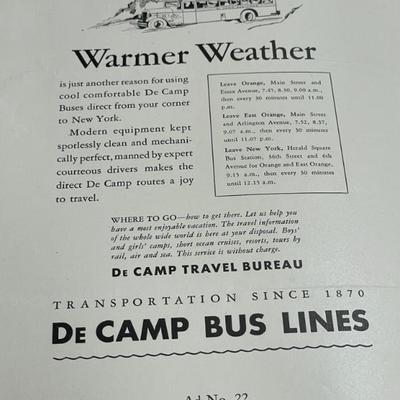 Warmer Weather
is just another reason for using
cool comfortable De Camp
Buses direct from your corner
to New York.
Modern equipment kept
spotlessly clean and mechani-
cally perfect, manned by expert
courteous drivers makes the
direct De Camp routes a joy
to travel.
Leave Orange, Main Street and
Essex Avenue, 7.45, 8.30, 9.00 a.m.,
then every 30 minutes until 11.00
p.m.
Leave East Orange, Main Street
and Arlington Avenue, 7.52, 8.37,
9.07 a.m., then every 30 minutes
until 11.07 p.m.
Leave New York, Herald Square
Bus Station, 36th Street and 6th
Avenue for Orange and East Orange,
9.15 a.m., then every 30 minutes
until 12.15 a.m.
WHERE TO GO—how to get there. Let us help you
have a most enjoyable vacation. The travel information
of the whole wide world is here at your disposal. Boys'
and girls' camps, short ocean cruises, resorts, tours by
rail, air and sea. This service is without charge.
DE CAMP TRAVEL BUREAU
TRANSPORTATION SINCE 1870
DE CAMP BUS LINES
Ad No. 22